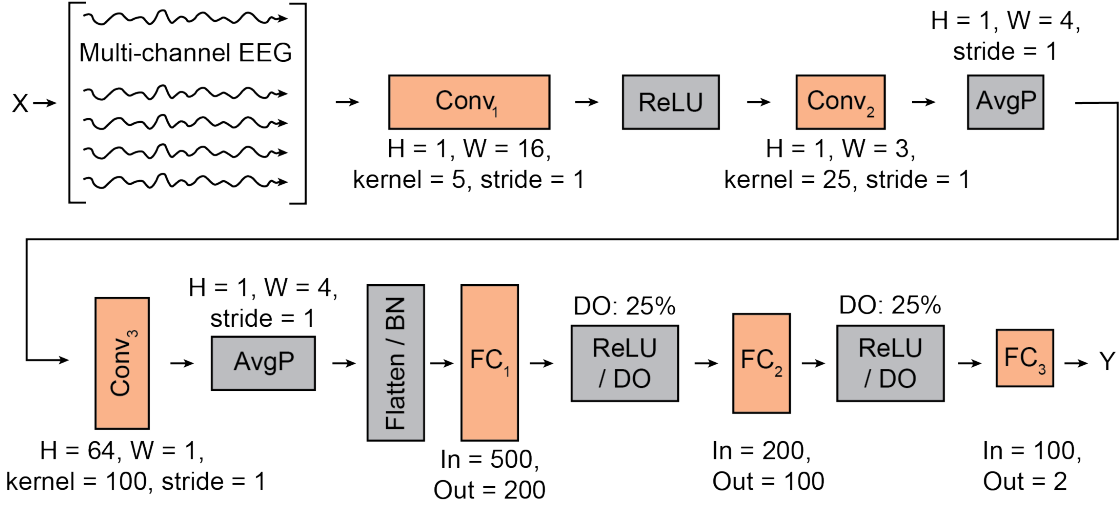 X
Multi-channel EEG
Conv₁
H = 1, W = 16,
kernel = 5, stride = 1
ReLU
Conv₂
H = 1, W = 3,
kernel = 25, stride = 1
H = 1, W = 4,
stride = 1
AvgP
Conv₃
H = 64, W = 1,
kernel = 100, stride = 1
H = 1, W = 4,
stride = 1
AvgP
Flatten / BN
FC₁
In = 500,
Out = 200
DO: 25%
ReLU
/ DO
FC₂
In = 200,
Out = 100
DO: 25%
ReLU
/ DO
FC₃
In = 100,
Out = 2
Y